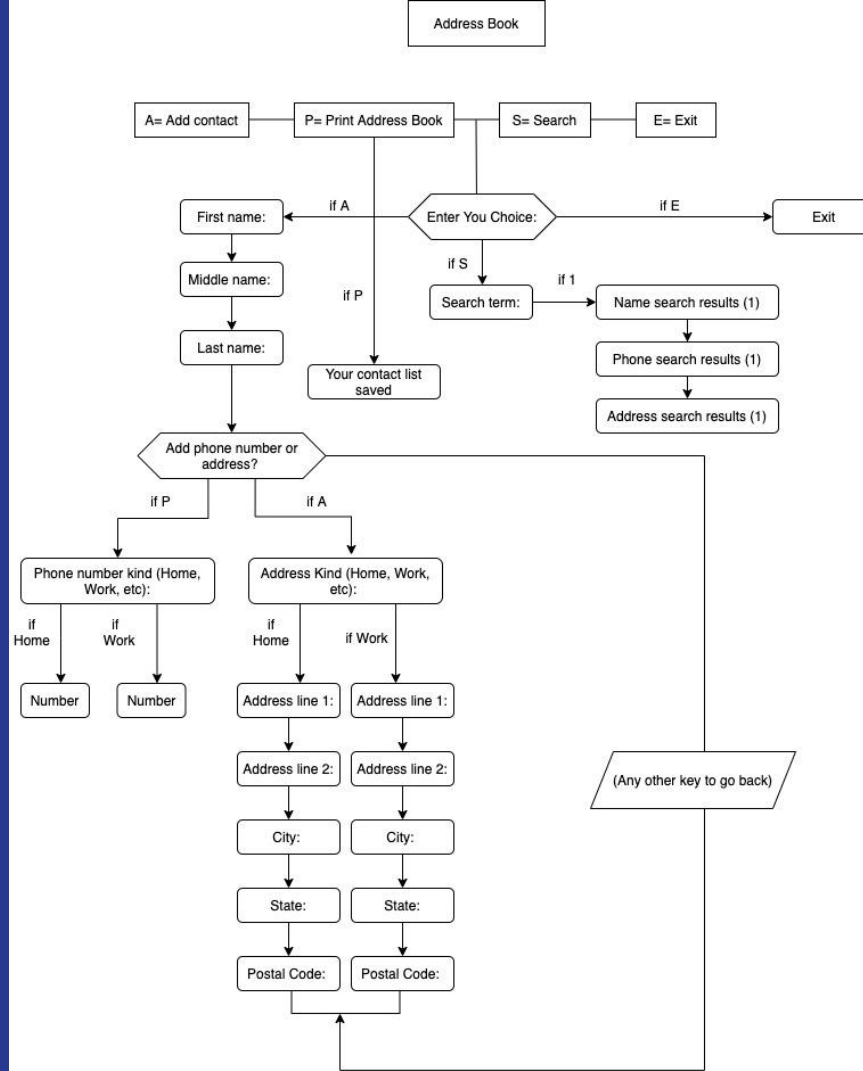 Address Book
A= Add contact
P= Print Address Book
S= Search
E= Exit
if A
Enter You Choice:
if E
Exit
First name:
if S
Middle name:
if P
Search term:
if 1
Name search results (1)
Last name:
Phone search results (1)
Your contact list
saved
Address search results (1)
Add phone number or
address?
if P
if A
Phone number kind (Home,
Work, etc):
Address Kind (Home, Work,
etc):
if
Home
if
Work
if
Home
if Work
Number
Number
Address line 1:
Address line 1:
Address line 2:
Address line 2:
(Any other key to go back)
City:
City:
State:
State:
Postal Code:
Postal Code: